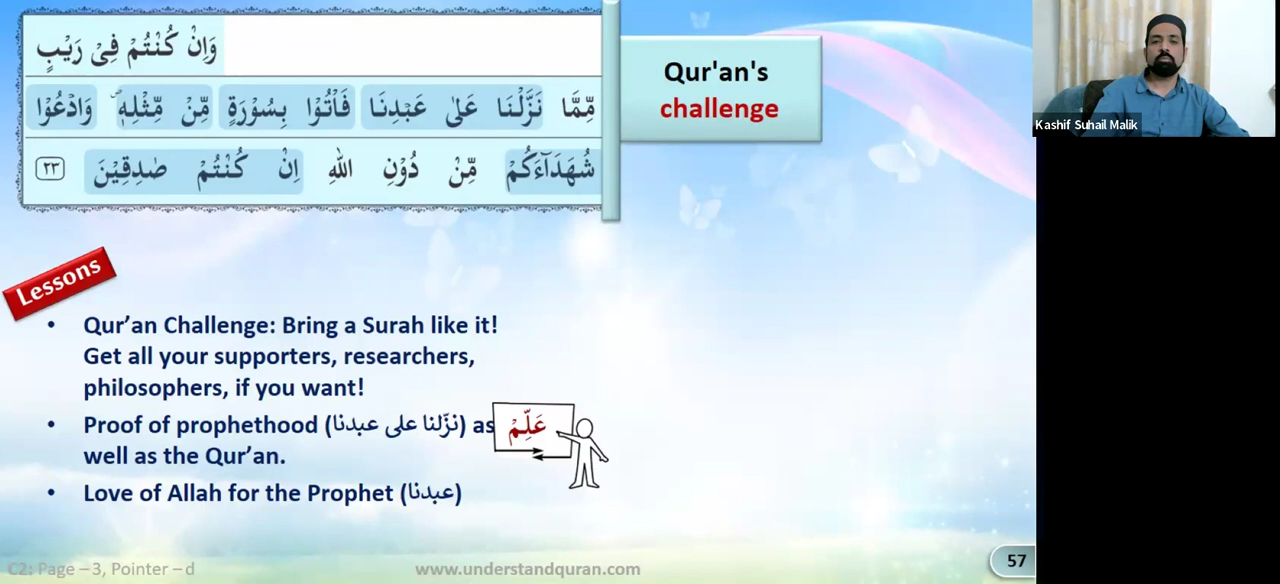 وَاِنْ كُنْتُمْ فِیْ رَیْبٍ
مِّمَّا نَزَّلْنَا عَلٰی عَبْدِنَا فَاْتُوْا بِسُوْرَةٍ مِّنْ مِّثْلِهٖ ۪ وَادْعُوْا
شُهَدَآءَكُمْ مِّنْ دُوْنِ اللهِ اِنْ كُنْتُمْ صٰدِقِیْنَ ٢٣
Qur'an's
challenge
Kashif Suhail Malik
Lessons
• Qur'an Challenge: Bring a Surah like it!
Get all your supporters, researchers,
philosophers, if you want!
• Proof of prophethood (نزّلنا على عبدنا) as
well as the Qur'an.
عَلِّمْ
• Love of Allah for the Prophet (عبدنا)
C2: Page – 3, Pointer – d
www.understandquran.com
57